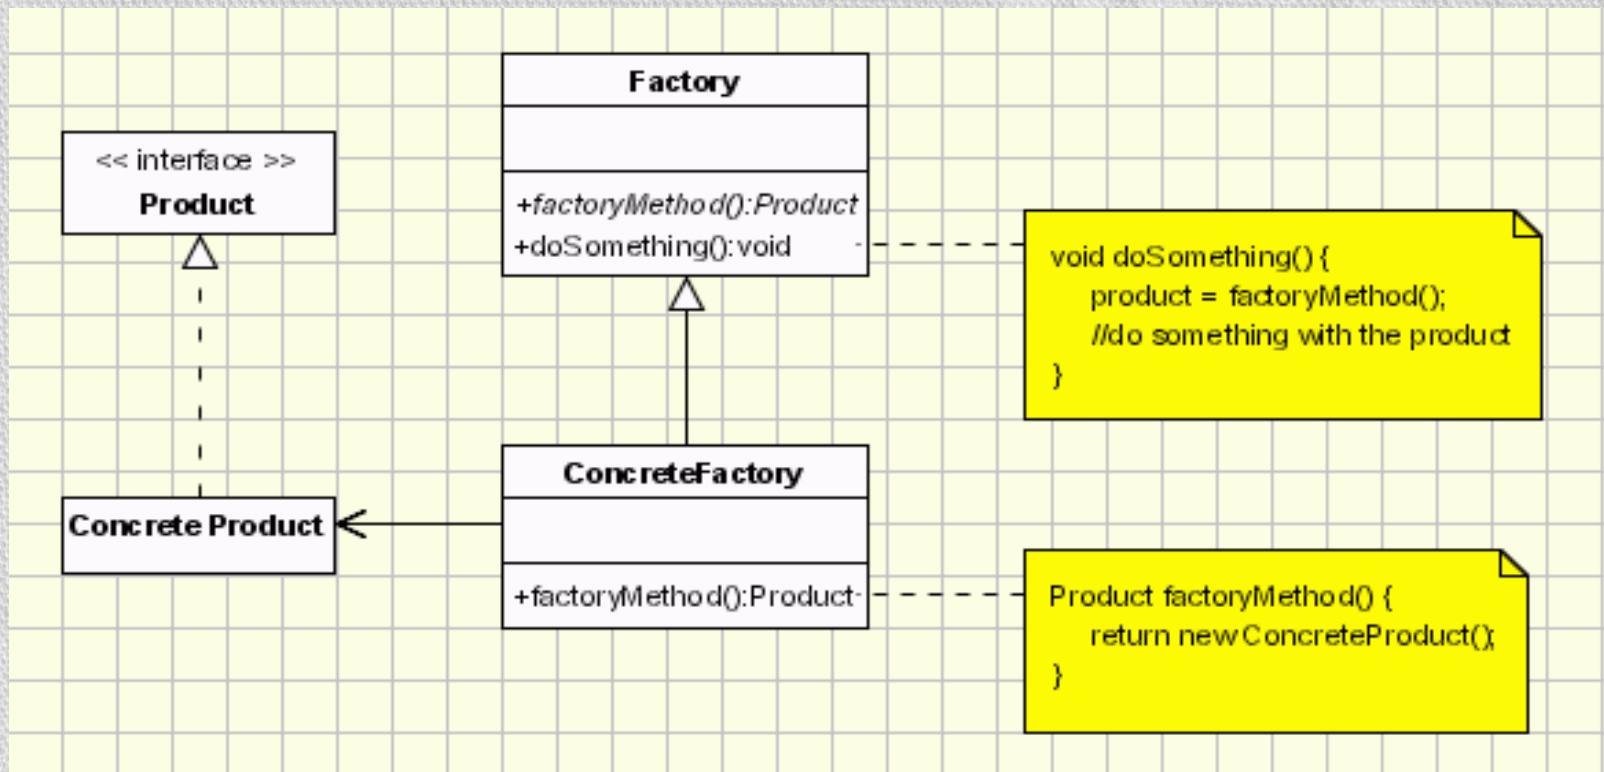 Factory
+factoryMethod():Product
+doSomething():void
<< interface >>
Product
void doSomething() {
product = factoryMethod();
//do something with the product
}
ConcreteFactory
+factoryMethod():Product
Concrete Product
Product factoryMethod() {
return new ConcreteProduct();
}